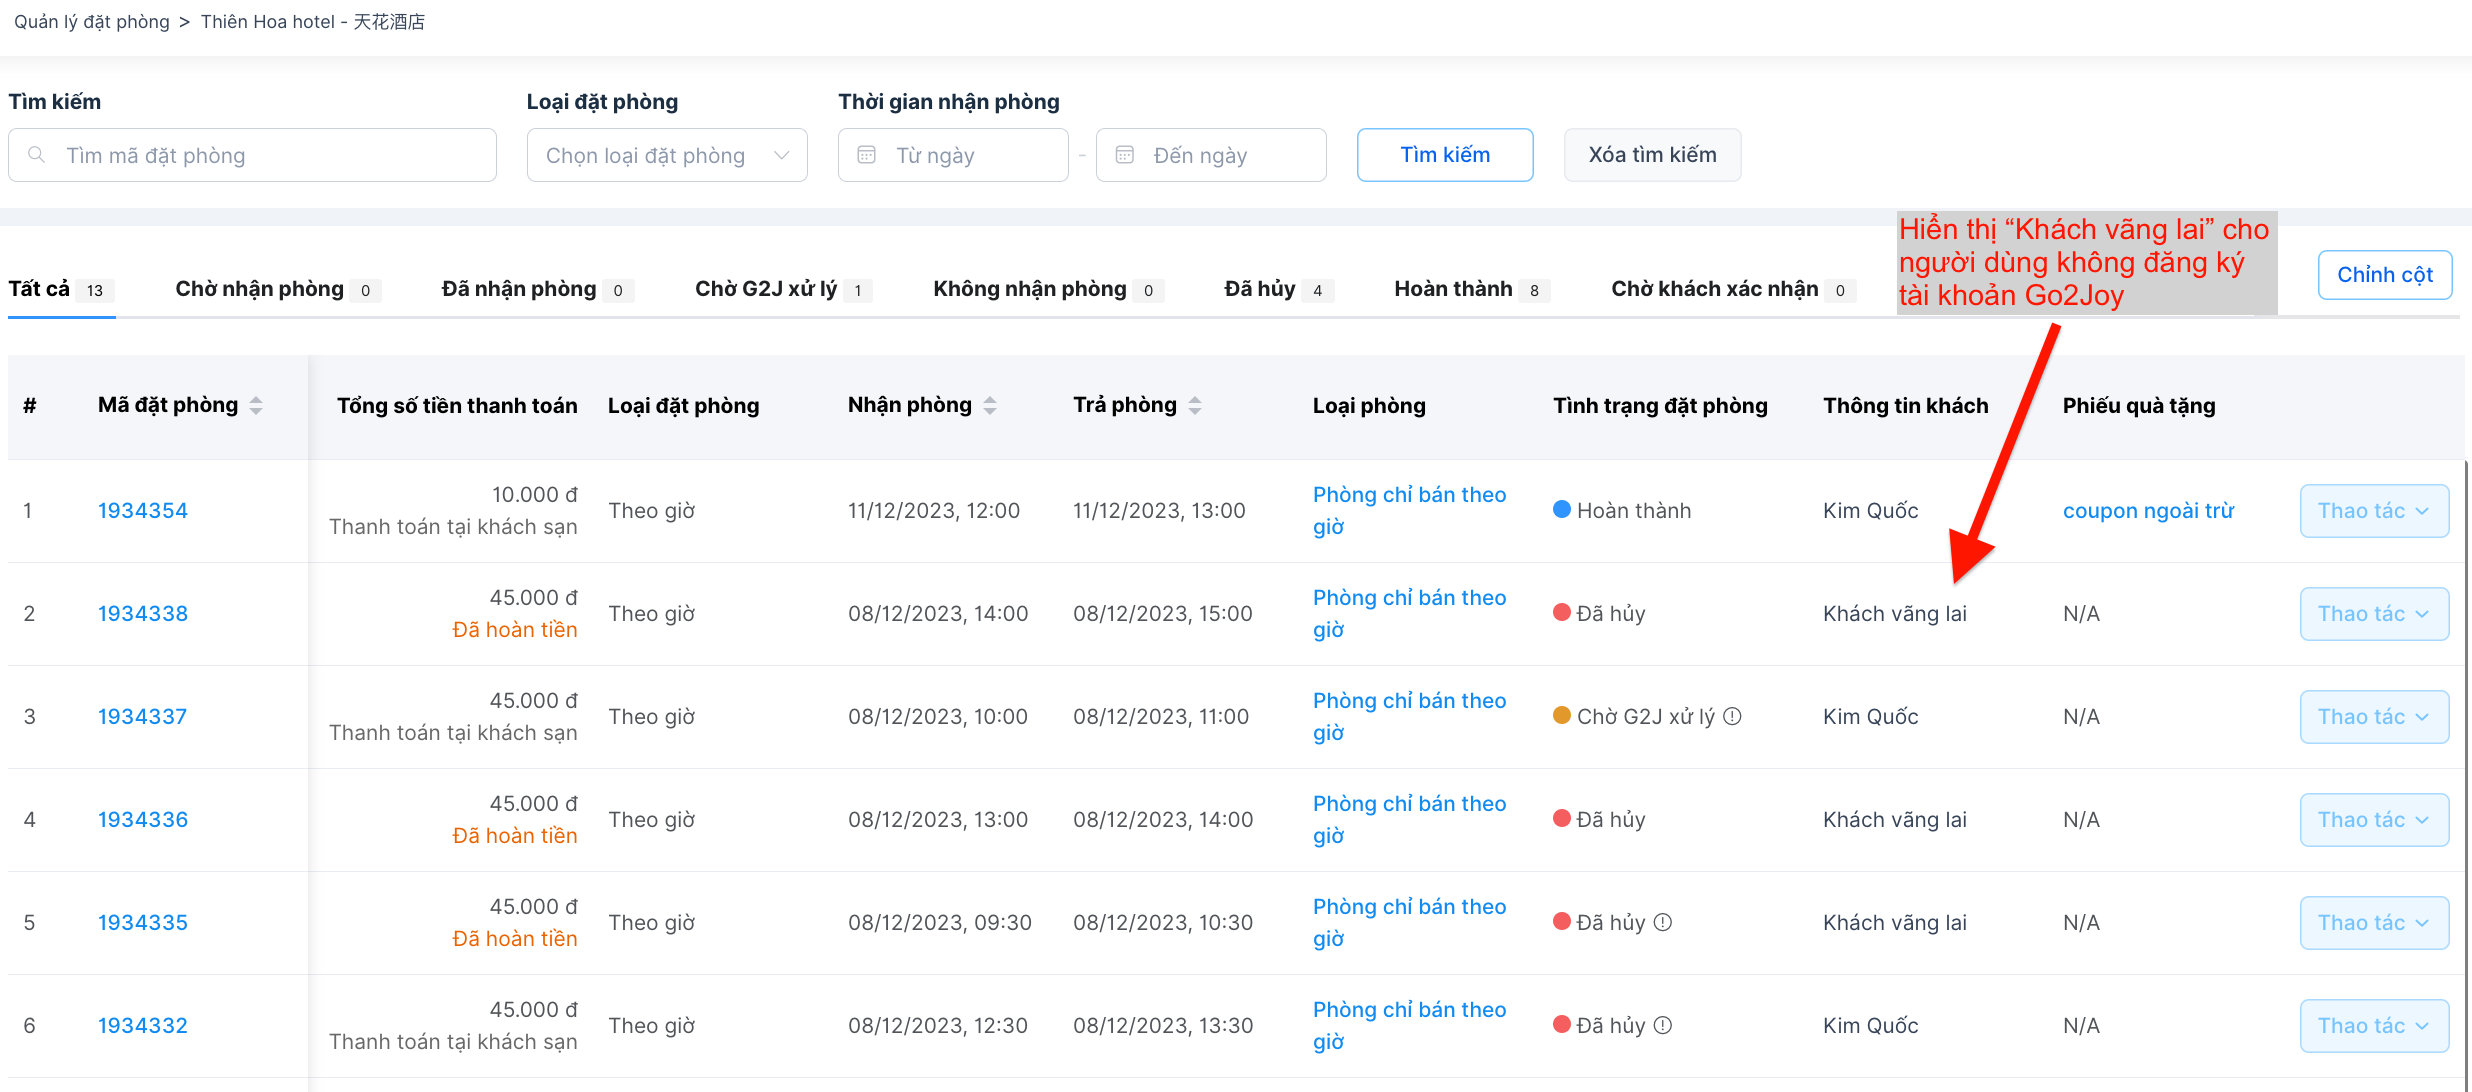 Quản lý đặt phòng > Thiên Hoa hotel - 天花酒店
Tìm kiếm Loại đặt phòng Thời gian nhận phòng
Tìm mã đặt phòng Chọn loại đặt phòng Từ ngày - Đến ngày Tìm kiếm Xóa tìm kiếm
Hiển thị “Khách vãng lai” cho
người dùng không đăng ký
tài khoản Go2Joy
Chỉnh cột
Tất cả 13 Chờ nhận phòng 0 Đã nhận phòng 0 Chờ G2J xử lý 1 Không nhận phòng 0 Đã hủy 4 Hoàn thành 8 Chờ khách xác nhận 0
# Mã đặt phòng Tổng số tiền thanh toán Loại đặt phòng Nhận phòng Trả phòng Loại phòng Tình trạng đặt phòng Thông tin khách Phiếu quà tặng
1 1934354 10.000 đ Theo giờ 11/12/2023, 12:00 11/12/2023, 13:00 Phòng chỉ bán theo Hoàn thành Kim Quốc coupon ngoài trừ Thao tác
Thanh toán tại khách sạn giờ
2 1934338 45.000 đ Theo giờ 08/12/2023, 14:00 08/12/2023, 15:00 Phòng chỉ bán theo Đã hủy Khách vãng lai N/A Thao tác
Đã hoàn tiền giờ
3 1934337 45.000 đ Theo giờ 08/12/2023, 10:00 08/12/2023, 11:00 Phòng chỉ bán theo Chờ G2J xử lý Kim Quốc N/A Thao tác
Thanh toán tại khách sạn giờ
4 1934336 45.000 đ Theo giờ 08/12/2023, 13:00 08/12/2023, 14:00 Phòng chỉ bán theo Đã hủy Khách vãng lai N/A Thao tác
Đã hoàn tiền giờ
5 1934335 45.000 đ Theo giờ 08/12/2023, 09:30 08/12/2023, 10:30 Phòng chỉ bán theo Đã hủy Khách vãng lai N/A Thao tác
Đã hoàn tiền giờ
6 1934332 45.000 đ Theo giờ 08/12/2023, 12:30 08/12/2023, 13:30 Phòng chỉ bán theo Đã hủy Kim Quốc N/A Thao tác
Thanh toán tại khách sạn giờ